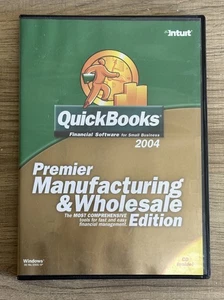 intuit
QuickBooks
Financial Software for Small Business
2004
Premier
Manufacturing
& Wholesale
The MOST COMPREHENSIVE
tools for fast and easy
financial management
Edition
Windows